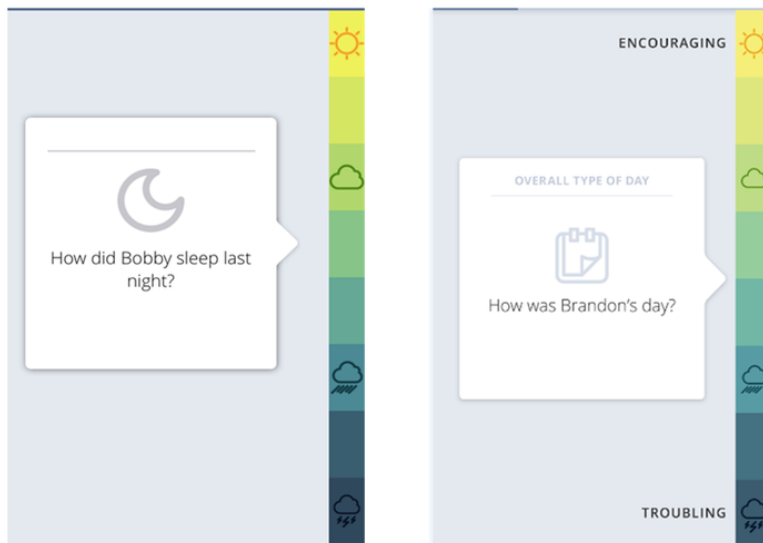 How did Bobby sleep last
night?
ENCOURAGING
OVERALL TYPE OF DAY
How was Brandon’s day?
TROUBLING